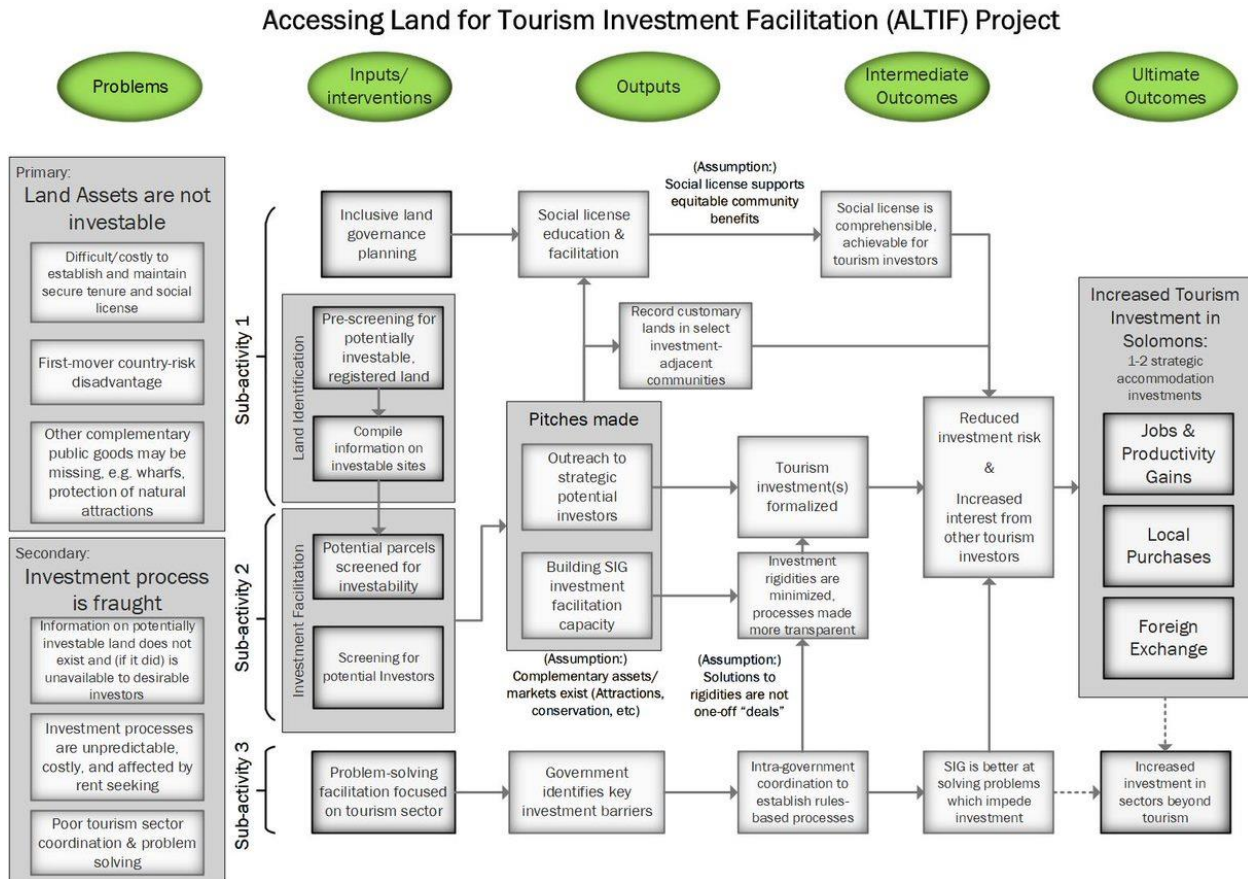 Accessing Land for Tourism Investment Facilitation (ALTIF) Project
Problems
Inputs/
interventions
Outputs
Intermediate
Outcomes
Ultimate
Outcomes
Primary:
Land Assets are not
investable
Difficult/costly to
establish and maintain
secure tenure and social
license
First-mover country-risk
disadvantage
Other complementary
public goods may be
missing, e.g. wharfs,
protection of natural
attractions
Secondary:
Investment process
is fraught
Information on potentially
investable land does not
exist and (if it did) is
unavailable to desirable
investors
Investment processes
are unpredictable,
costly, and affected by
rent seeking
Poor tourism sector
coordination & problem
solving
Sub-activity 1
Sub-activity 2
Sub-activity 3
Inclusive land
governance
planning
Land Identification
Pre-screening for
potentially
investable,
registered land
Compile
information on
investable sites
Investment Facilitation
Potential parcels
screened for
investability
Screening for
potential Investors
Problem-solving
facilitation focused
on tourism sector
Social license
education &
facilitation
Record customary
lands in select
investment-
adjacent
communities
Pitches made
Outreach to
strategic potential
investors
Building SIG
investment
facilitation
capacity
(Assumption:)
Complementary assets/
markets exist (Attractions,
conservation, etc)
Government
identifies key
investment barriers
(Assumption:)
Social license supports
equitable community
benefits
Tourism
investment(s)
formalized
Investment
rigidities are
minimized,
processes made
more transparent
(Assumption:)
Solutions to
rigidities are not
one-off “deals”
Intra-government
coordination to
establish rules-
based processes
Social license is
comprehensible,
achievable for
tourism investors
Reduced
investment risk
&
Increased
interest from
other tourism
investors
SIG is better at
solving problems
which impede
investment
Increased Tourism
Investment in
Solomons:
1-2 strategic
accommodation
investments
Jobs &
Productivity
Gains
Local
Purchases
Foreign
Exchange
Increased
investment in
sectors beyond
tourism